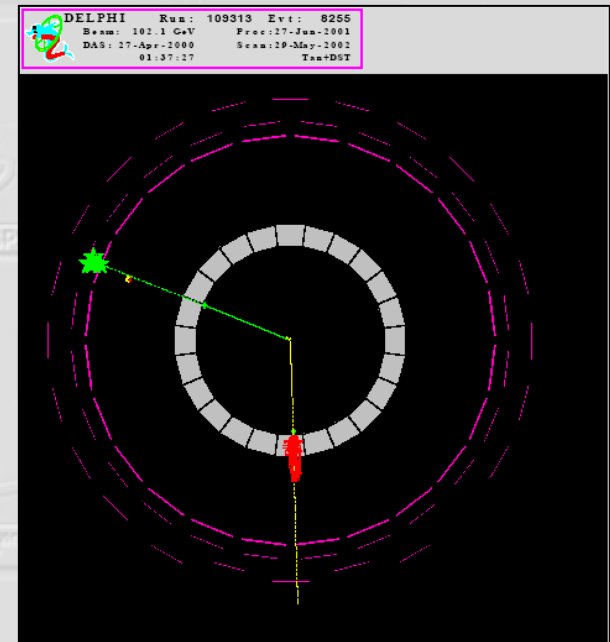 DELPHI Run: 109313 Evt: 8255
Beam: 102.1 GeV Proc:27-Jun-2001
DAS: 27-Apr-2000 Scan:29-May-2002
01:37:27 Tan+DST